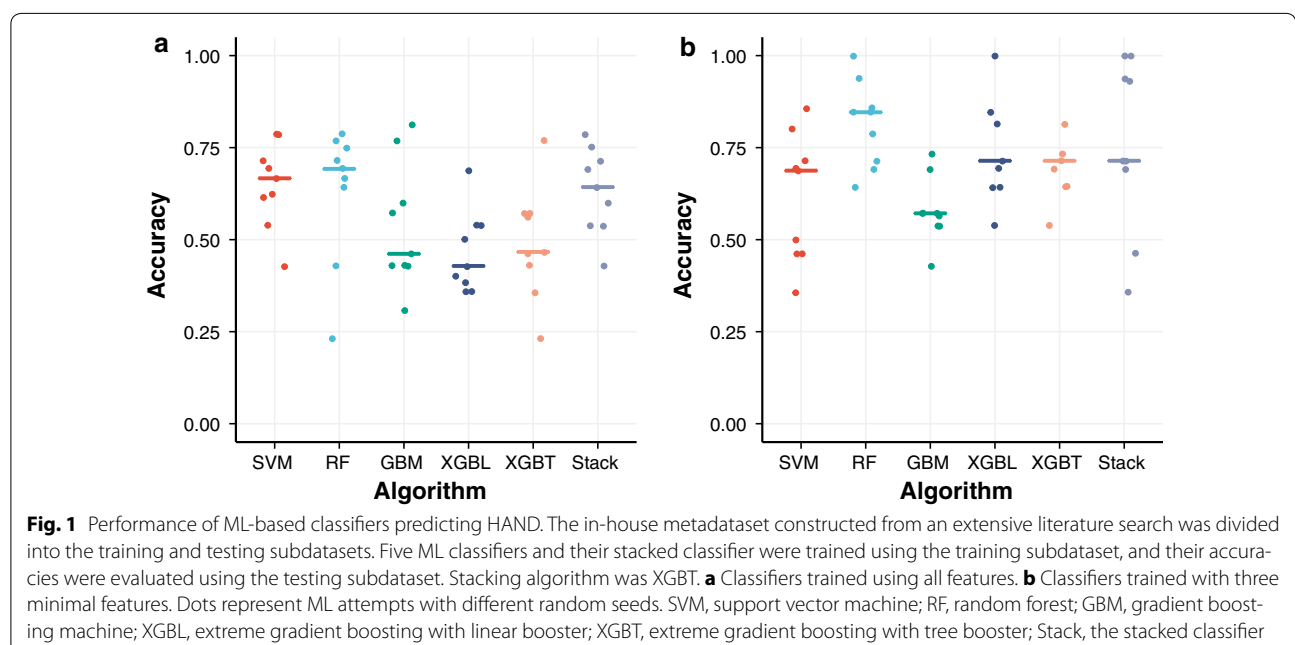 a
b
1.00
0.75
0.50
0.25
0.00
Accuracy
SVM RF GBM XGBL XGBT Stack
Algorithm
1.00
0.75
0.50
0.25
0.00
Accuracy
SVM RF GBM XGBL XGBT Stack
Algorithm
Fig. 1 Performance of ML-based classifiers predicting HAND. The in-house metadataset constructed from an extensive literature search was divided
into the training and testing subdatasets. Five ML classifiers and their stacked classifier were trained using the training subdataset, and their accura-
cies were evaluated using the testing subdataset. Stacking algorithm was XGBT. a Classifiers trained using all features. b Classifiers trained with three
minimal features. Dots represent ML attempts with different random seeds. SVM, support vector machine; RF, random forest; GBM, gradient boost-
ing machine; XGBL, extreme gradient boosting with linear booster; XGBT, extreme gradient boosting with tree booster; Stack, the stacked classifier